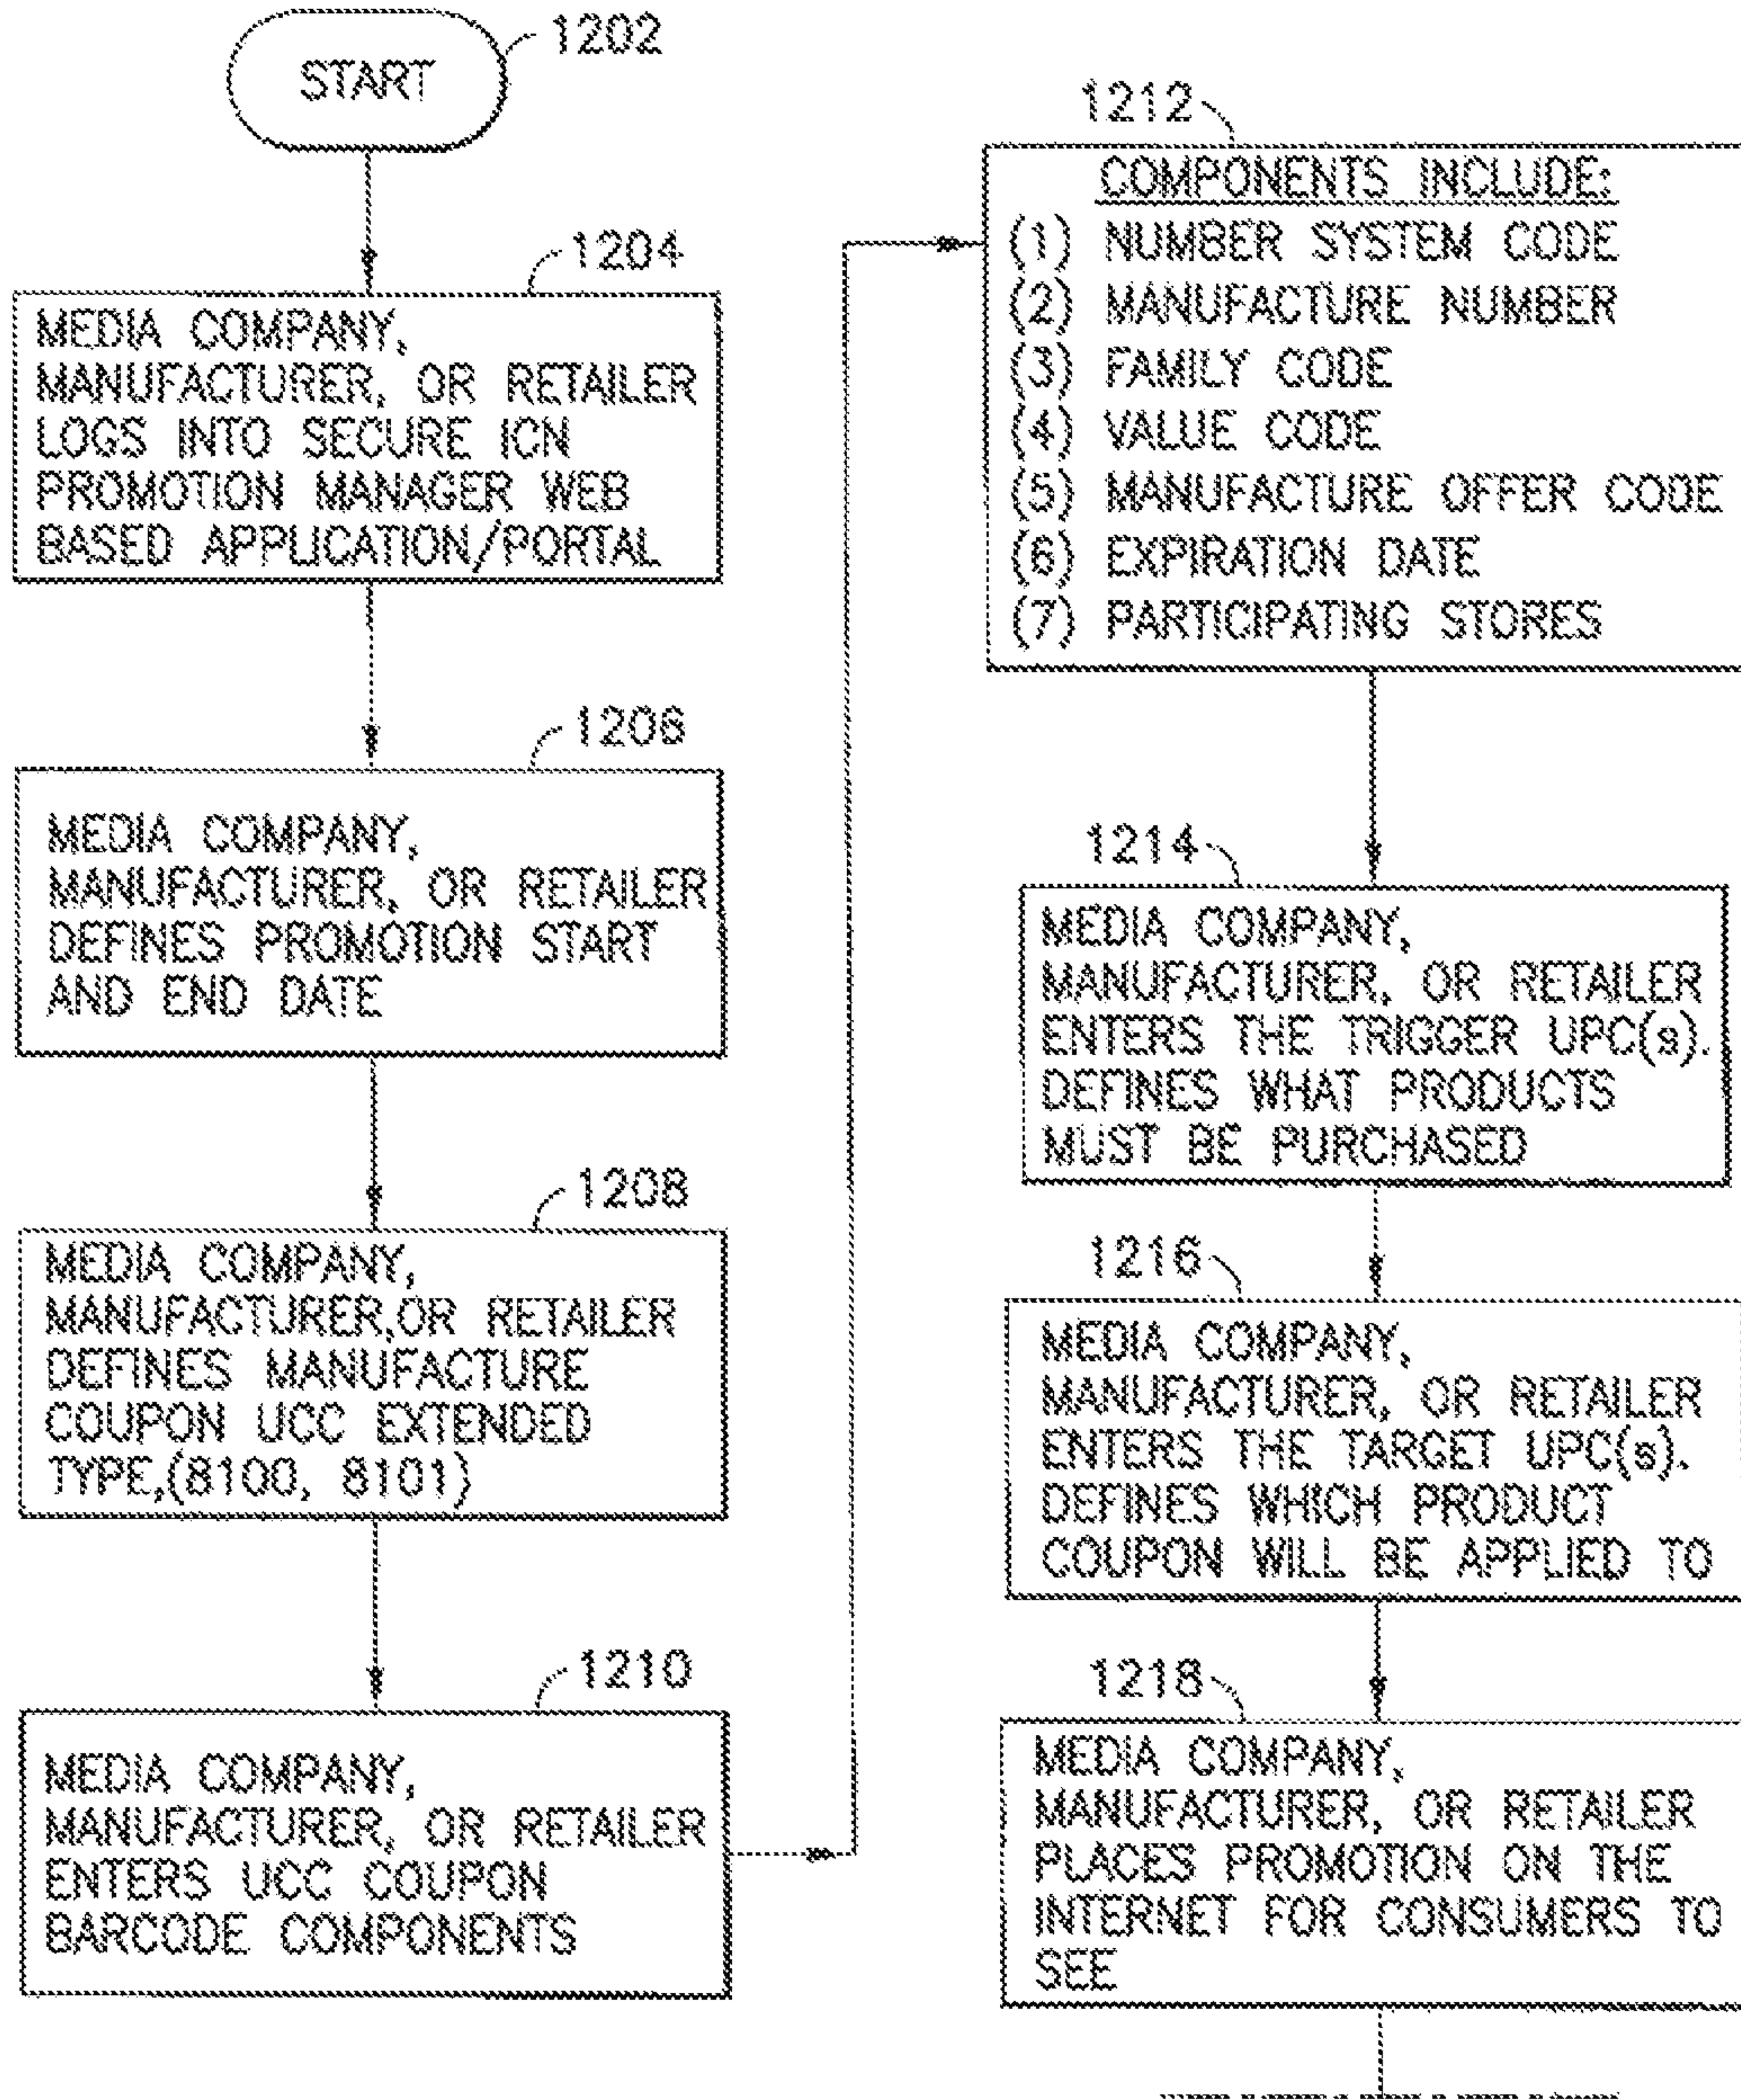 1202
START
1204
MEDIA COMPANY,
MANUFACTURER, OR RETAILER
LOGS INTO SECURE ICN
PROMOTION MANAGER WEB
BASED APPLICATION/PORTAL
1206
MEDIA COMPANY,
MANUFACTURER, OR RETAILER
DEFINES PROMOTION START
AND END DATE
1208
MEDIA COMPANY,
MANUFACTURER,OR RETAILER
DEFINES MANUFACTURE
COUPON UCC EXTENDED
TYPE,(8100, 8101)
1210
MEDIA COMPANY,
MANUFACTURER, OR RETAILER
ENTERS UCC COUPON
BARCODE COMPONENTS
1212
COMPONENTS INCLUDE:
(1) NUMBER SYSTEM CODE
(2) MANUFACTURE NUMBER
(3) FAMILY CODE
(4) VALUE CODE
(5) MANUFACTURE OFFER CODE
(6) EXPIRATION DATE
(7) PARTICIPATING STORES
1214
MEDIA COMPANY,
MANUFACTURER, OR RETAILER
ENTERS THE TRIGGER UPC(s).
DEFINES WHAT PRODUCTS
MUST BE PURCHASED
1216
MEDIA COMPANY,
MANUFACTURER, OR RETAILER
ENTERS THE TARGET UPC(s).
DEFINES WHICH PRODUCT
COUPON WILL BE APPLIED TO
1218
MEDIA COMPANY,
MANUFACTURER, OR RETAILER
PLACES PROMOTION ON THE
INTERNET FOR CONSUMERS TO
SEE